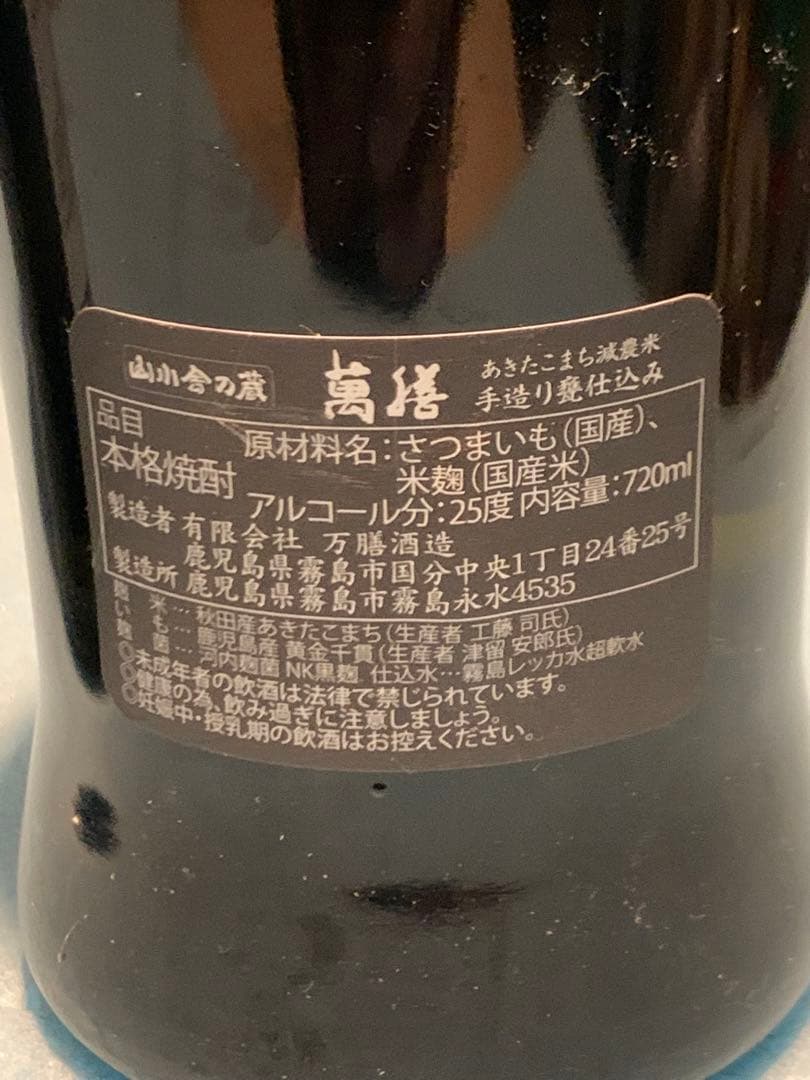 山小舎の蔵
萬膳
あきたこまち減農米
手造り甕仕込み
品目
本格焼酎
原材料名:さつまいも(国産)、
米麹(国産米)
アルコール分:25度 内容量:720ml
製造者 有限会社 万膳酒造
鹿児島県霧島市国分中央1丁目24番25号
製造所 鹿児島県霧島市霧島永水4535
麹米…秋田産あきたこまち(生産者 工藤 司氏)
いも…鹿児島産 黄金千貫(生産者 津留 安郎氏)
麹菌…河内麹菌 NK黒麹 仕込水…霧島レッカ水超軟水
◎未成年者の飲酒は法律で禁じられています。
◎健康の為、飲み過ぎに注意しましょう。
◎妊娠中・授乳期の飲酒はお控えください。